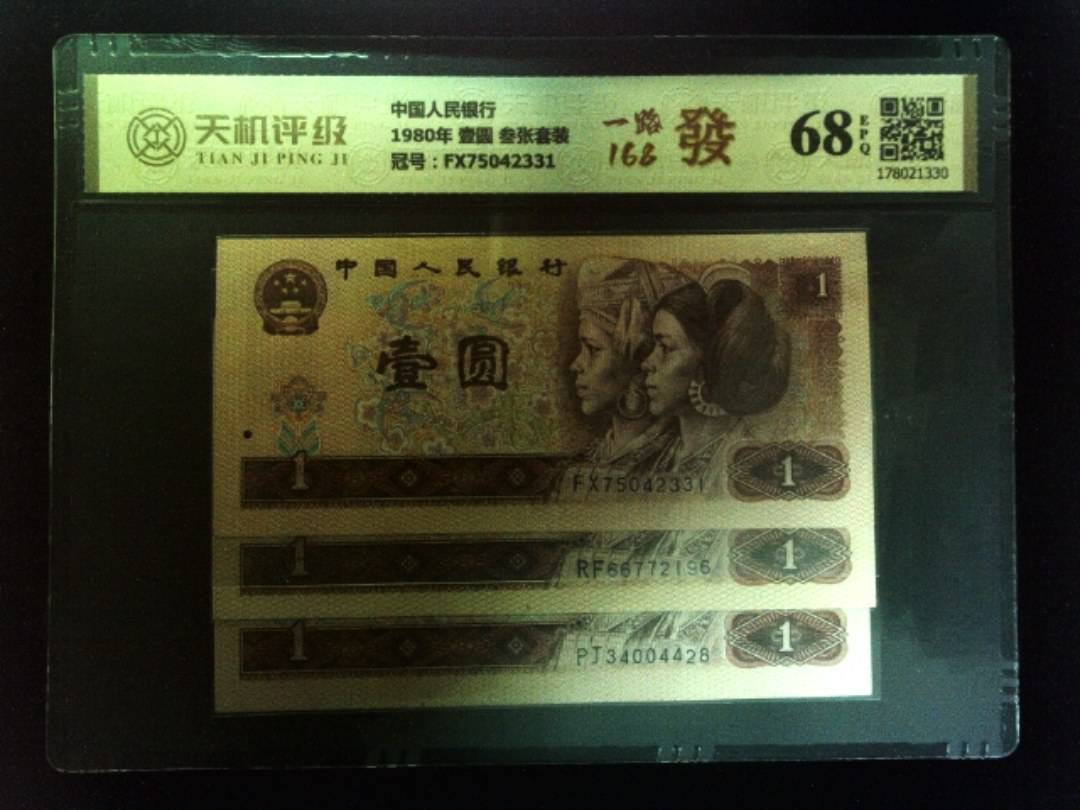 天机评级
TIAN JI PING JI
中国人民银行
1980年 壹圆 叁张套装
冠号：FX75042331
一路
168
發
68
EPQ
178021330
中国人民银行
1
壹圆
1
FX75042331
1
1
RF66772196
1
1
PJ34004428
1